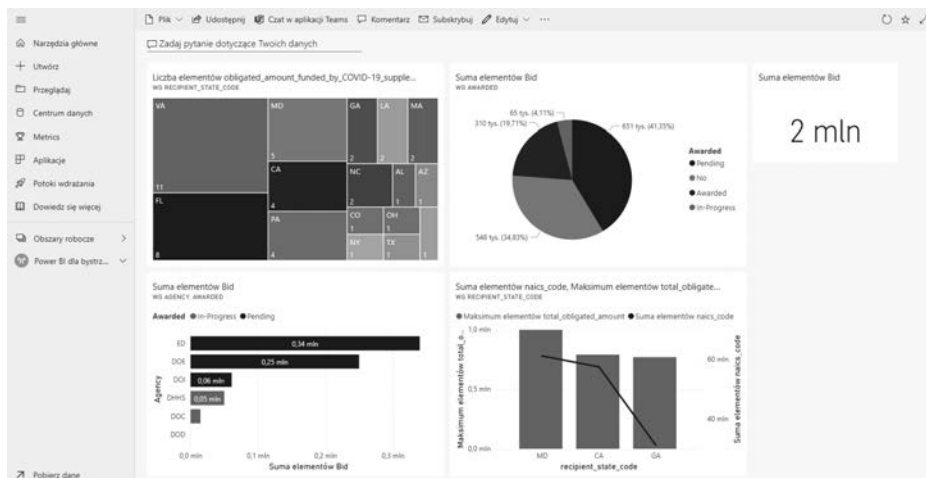 Plik
Udostępnij
Czat w aplikacji Teams
Komentarz
Subskrybuj
Edytuj
Narzędzia główne
Utwórz
Przeglądaj
Centrum danych
Metrics
Aplikacje
Potoki wdrażania
Dowiedz się więcej
Obszary robocze
Power BI dla bystrz...
Pobierz dane
Zadaj pytanie dotyczące Twoich danych
Liczba elementów obligated_amount_funded_by_COVID-19_supple...
WG RECIPIENT_STATE_CODE
VA
11
FL
8
MD
5
CA
4
PA
4
GA
2
LA
2
MA
2
NC
2
AL
1
AZ
1
CO
1
OH
1
NY
1
TX
1
1
Suma elementów Bid
WG AWARDED
65 tys. (4,11%)
310 tys. (19,71%)
651 tys. (41,35%)
548 tys. (34,83%)
Awarded
Pending
No
Awarded
In-Progress
Suma elementów Bid
2 mln
Suma elementów Bid
WG AGENCY, AWARDED
Awarded In-Progress Pending
Agency
ED 0,34 mln
DOE 0,25 mln
DOI 0,06 mln
DHHS 0,05 mln
DOC
DOD
0,0 mln 0,1 mln 0,2 mln 0,3 mln
Suma elementów Bid
Suma elementów naics_code, Maksimum elementów total_obligate...
WG RECIPIENT_STATE_CODE
Maksimum elementów total_obligated_amount Suma elementów naics_code
Maksimum elementów total_o...
1,0 mln
0,5 mln
0,0 mln
60 mln
40 mln
Suma elementów naics_code
MD CA GA
recipient_state_code